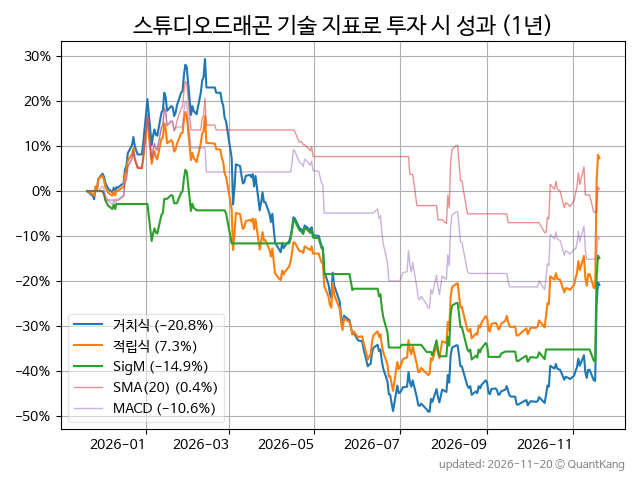 스튜디오드래곤 기술 지표로 투자 시 성과 (1년)
30%
20%
10%
0%
−10%
−20%
−30%
−40%
−50%
거치식 (−20.8%)
적립식 (7.3%)
SigM (−14.9%)
SMA(20) (0.4%)
MACD (−10.6%)
2026-01
2026-03
2026-05
2026-07
2026-09
2026-11
updated: 2026-11-20 © QuantKang